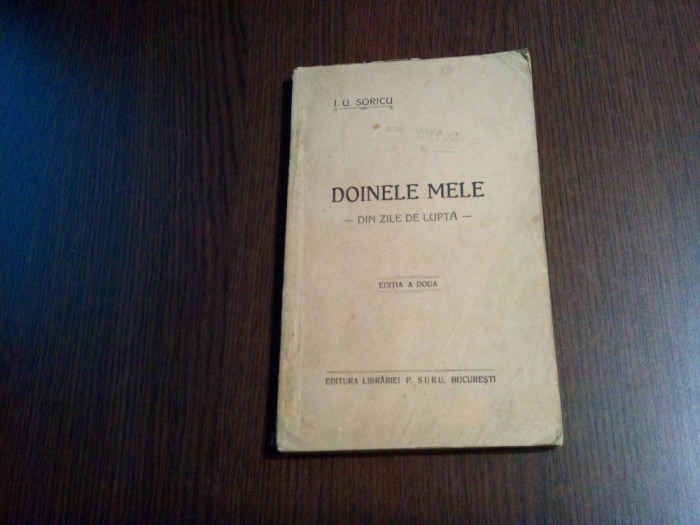 I. U. SORICU
DOINELE MELE
— DIN ZILE DE LUPTĂ —
EDIȚIA A DOUA
EDITURA LIBRĂRIEI P. SURU, BUCUREȘTI